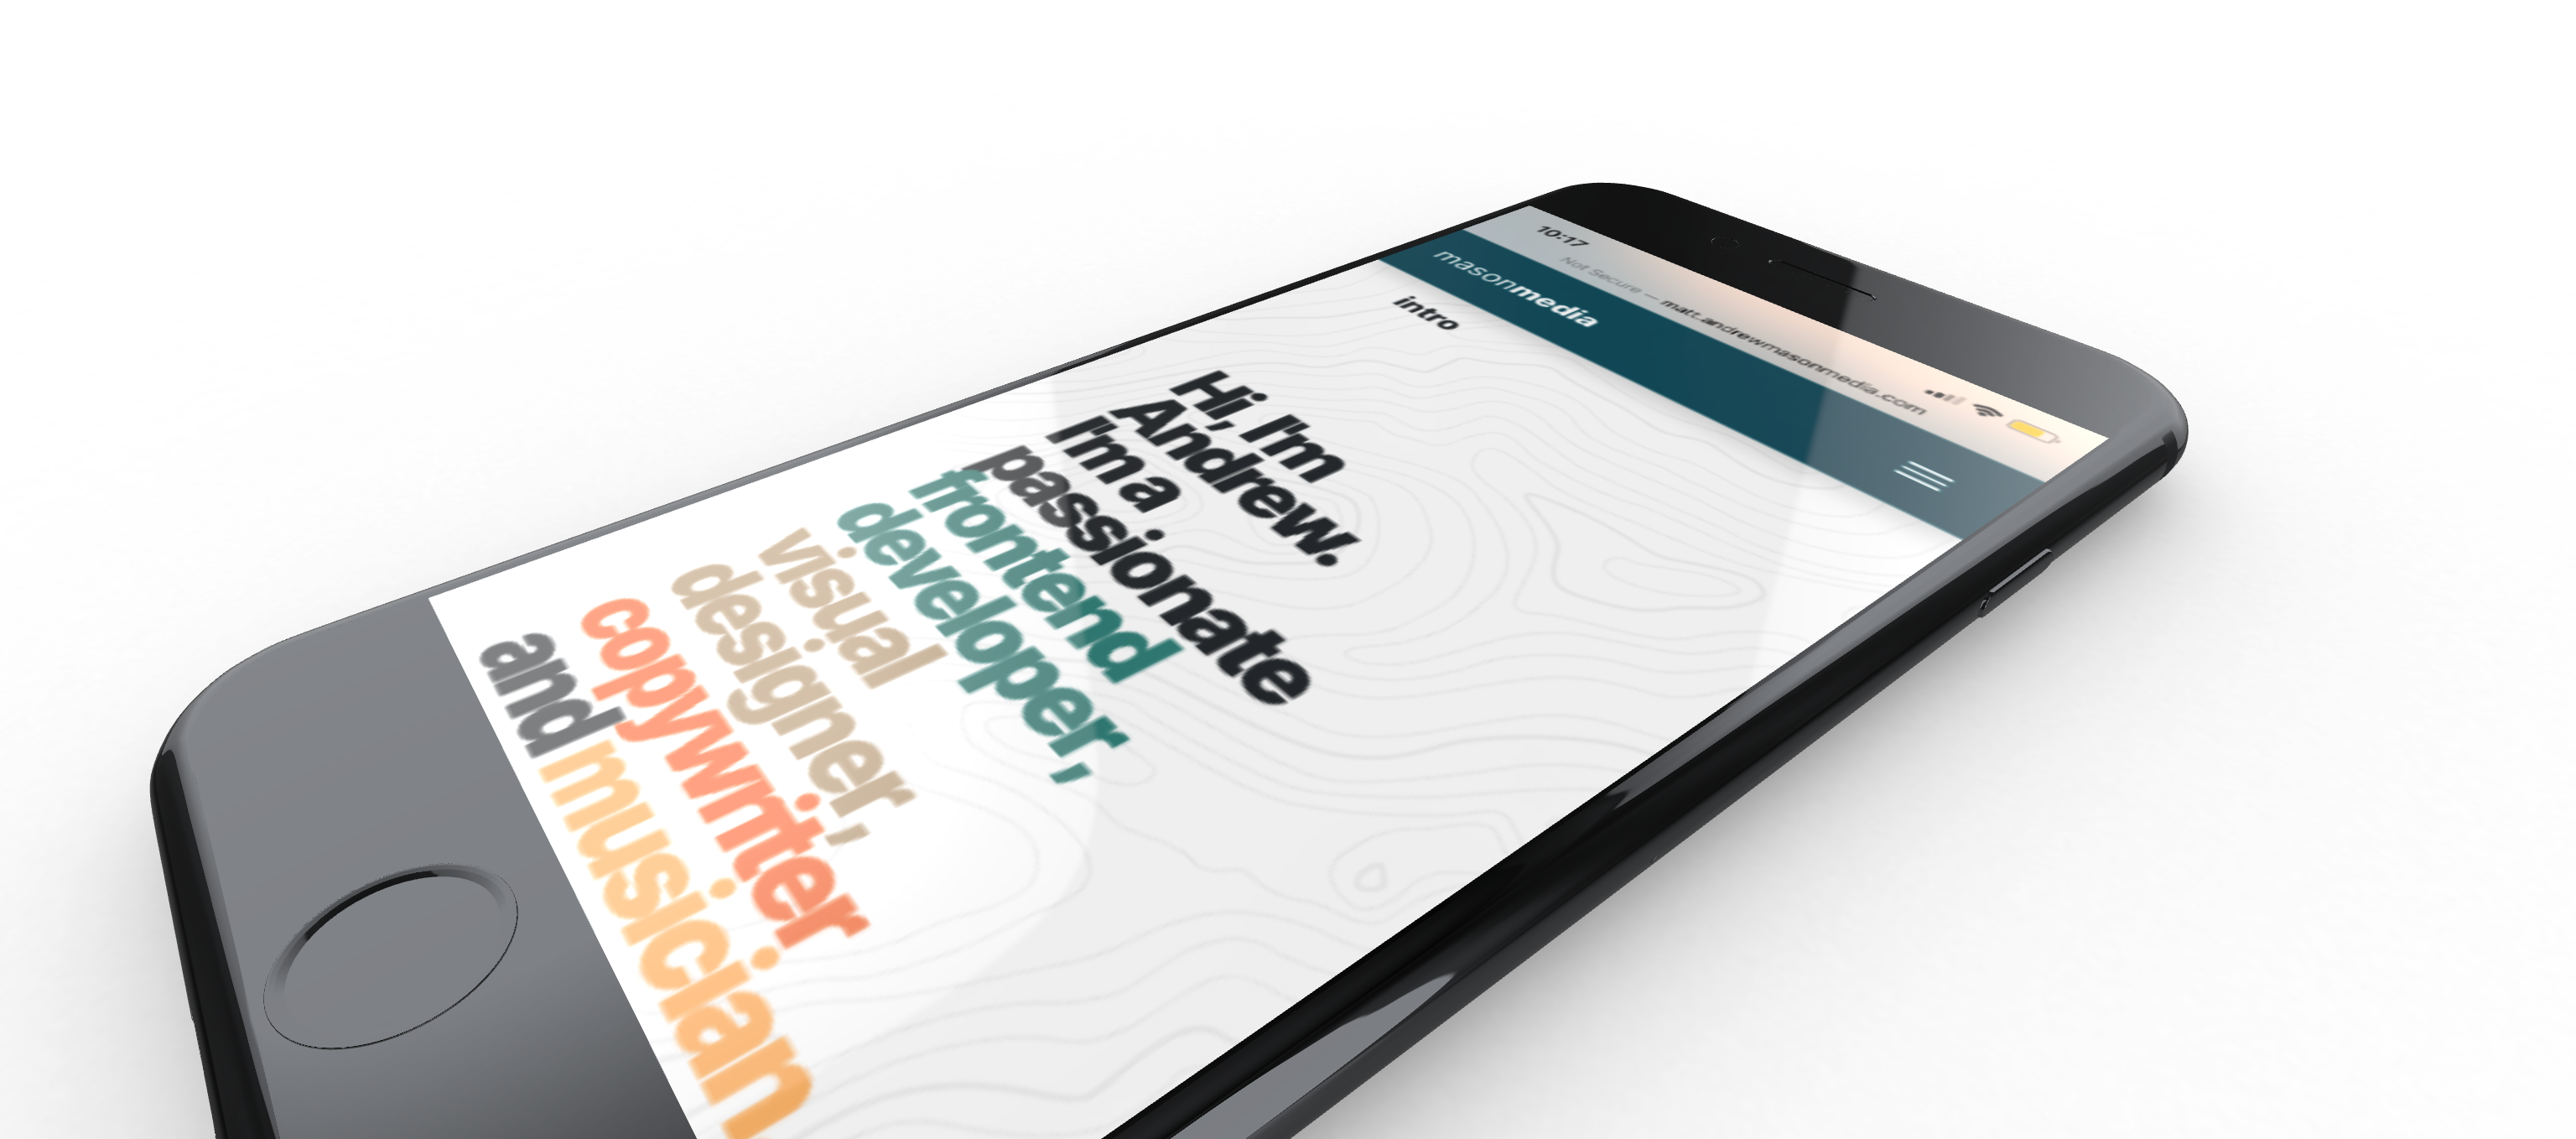 10:17
Not Secure — matt.andrewmasonmedia.com
masonmedia
intro
Hi, I'm
Andrew.
I'm a
passionate
frontend
developer,
visual
designer,
copywriter
and musician